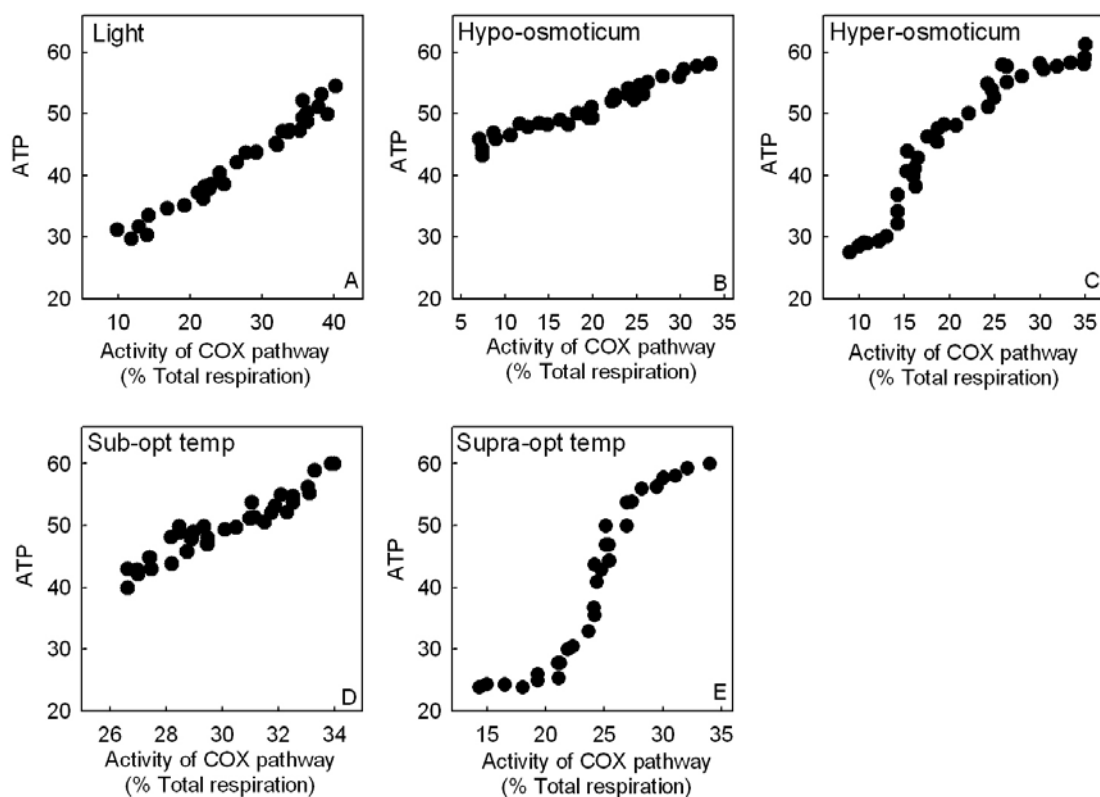 Light
ATP
60
50
40
30
20
10 20 30 40
A
Activity of COX pathway
(% Total respiration)
Hypo-osmoticum
ATP
60
50
40
30
20
5 10 15 20 25 30 35
B
Activity of COX pathway
(% Total respiration)
Hyper-osmoticum
ATP
60
50
40
30
20
10 15 20 25 30 35
C
Activity of COX pathway
(% Total respiration)
Sub-opt temp
ATP
60
50
40
30
20
26 28 30 32 34
D
Activity of COX pathway
(% Total respiration)
Supra-opt temp
ATP
60
50
40
30
20
15 20 25 30 35
E
Activity of COX pathway
(% Total respiration)